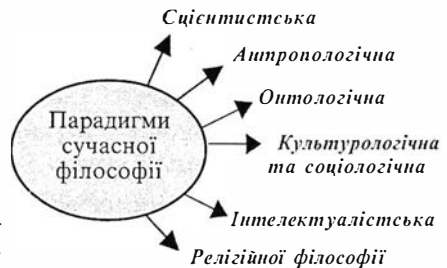 Сцієнтистська
Антропологічна
Онтологічна
Парадигми
сучасної
філософії
Культурологічна
та соціологічна
Інтелектуалістська
Релігійної філософії